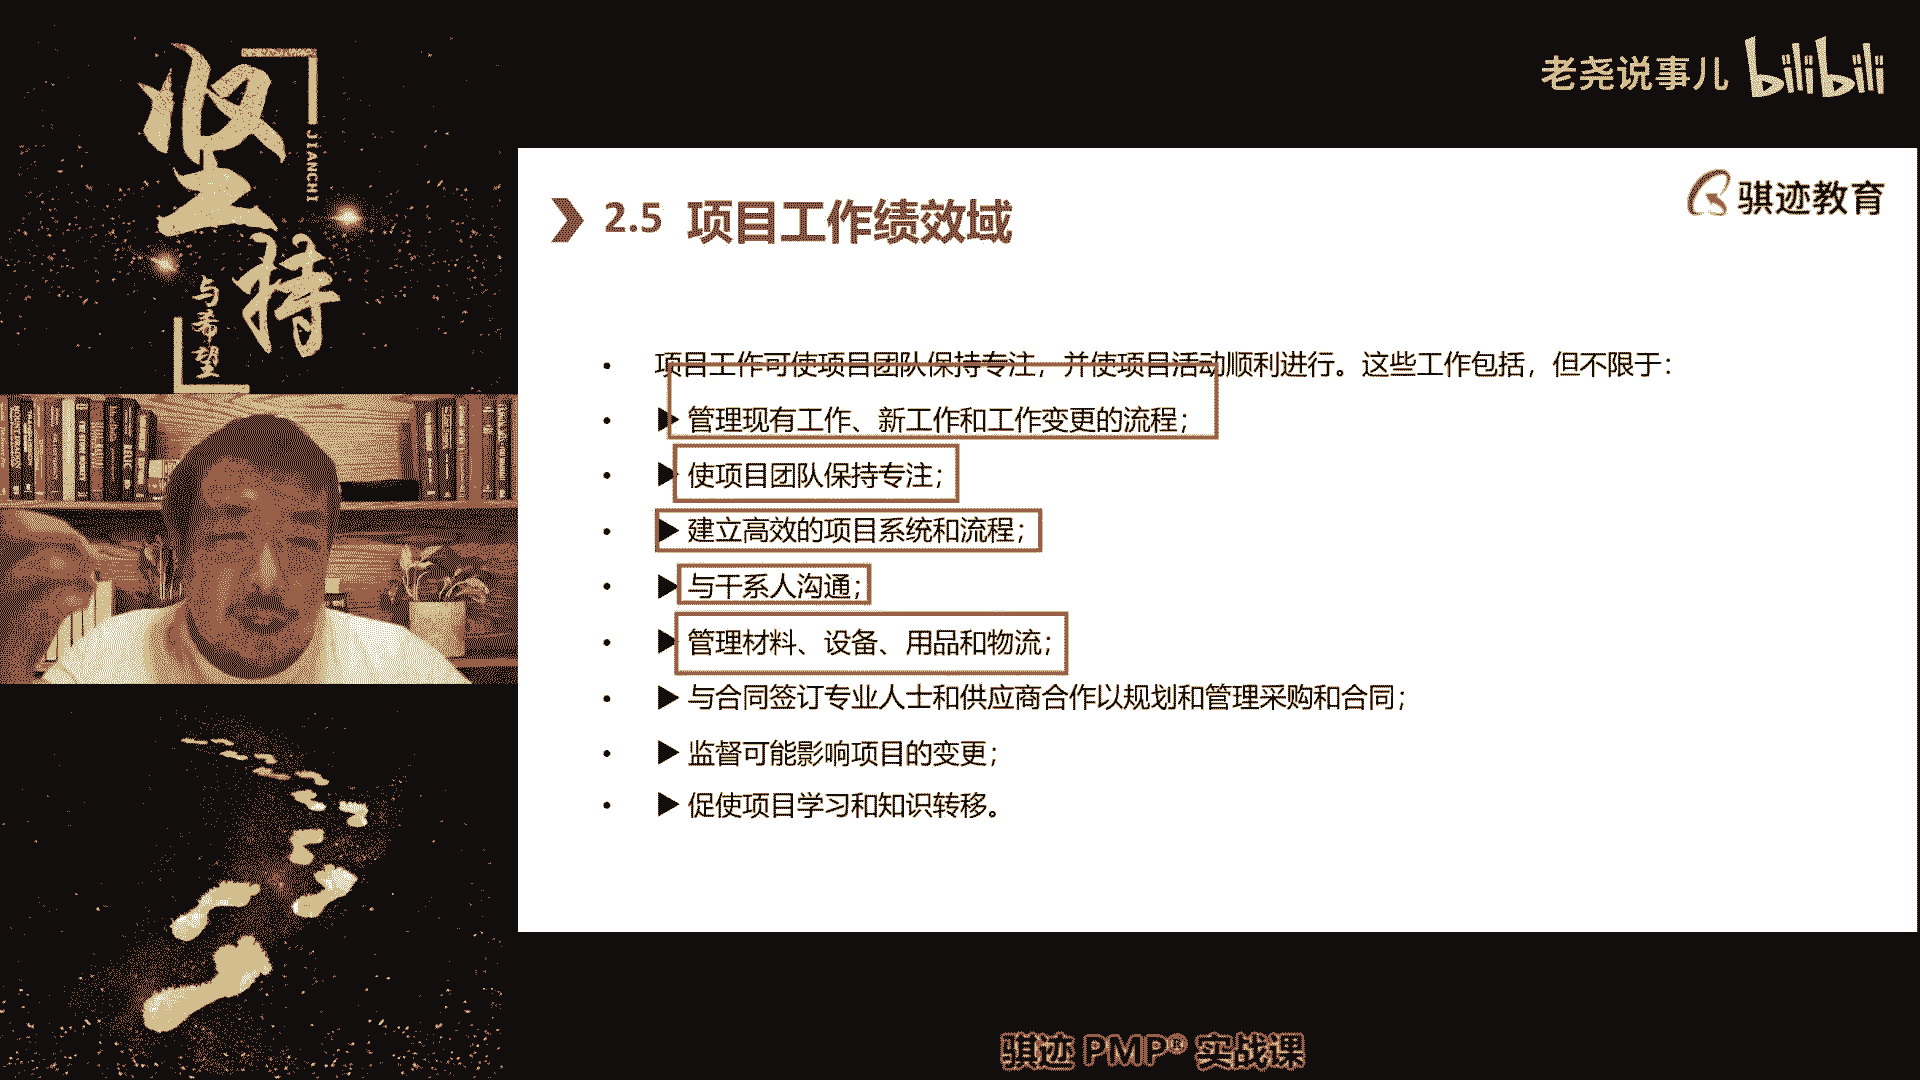 坚持
JIANCHI
与希望
老尧说事儿 bilibili
骐迹教育
2.5 项目工作绩效域
• 项目工作可使项目团队保持专注，并使项目活动顺利进行。这些工作包括，但不限于：
• ▶ 管理现有工作、新工作和工作变更的流程；
• ▶ 使项目团队保持专注；
• ▶ 建立高效的项目系统和流程；
• ▶ 与干系人沟通；
• ▶ 管理材料、设备、用品和物流；
• ▶ 与合同签订专业人士和供应商合作以规划和管理采购和合同；
• ▶ 监督可能影响项目的变更；
• ▶ 促使项目学习和知识转移。
骐迹 PMP® 实战课